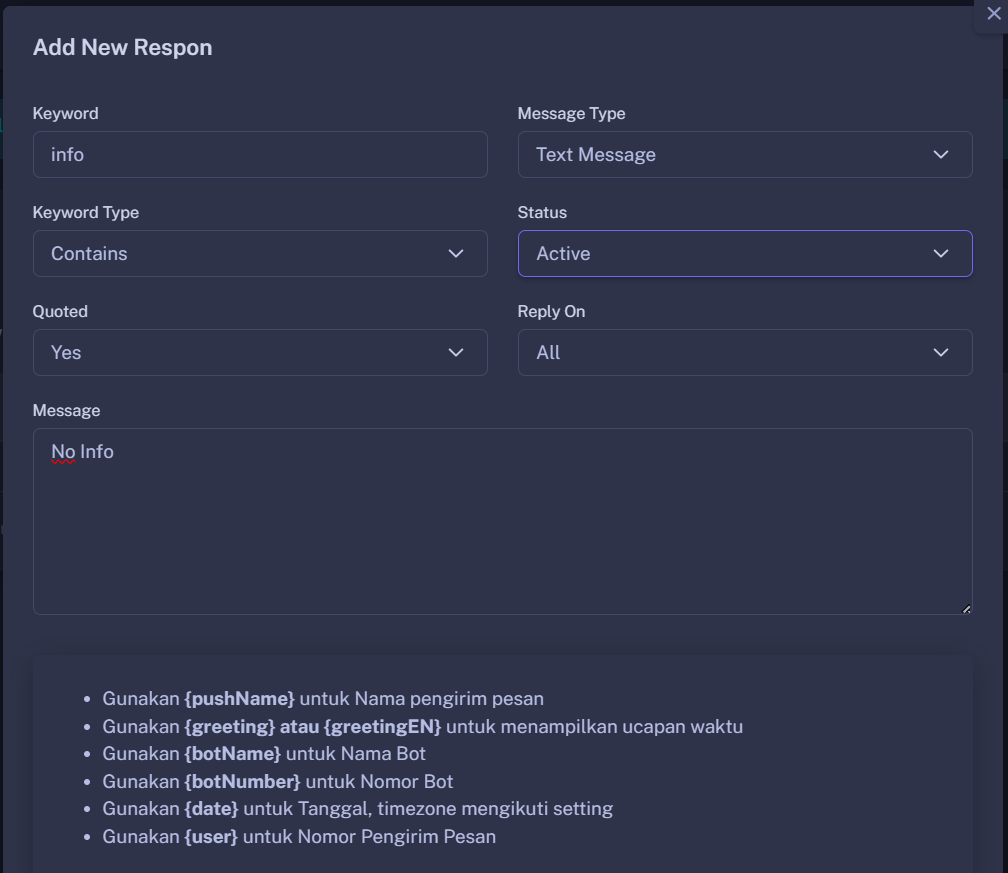 Add New Respon
Keyword
Message Type
info
Text Message
Keyword Type
Status
Contains
Active
Quoted
Reply On
Yes
All
Message
No Info
Gunakan {pushName} untuk Nama pengirim pesan
Gunakan {greeting} atau {greetingEN} untuk menampilkan ucapan waktu
Gunakan {botName} untuk Nama Bot
Gunakan {botNumber} untuk Nomor Bot
Gunakan {date} untuk Tanggal, timezone mengikuti setting
Gunakan {user} untuk Nomor Pengirim Pesan